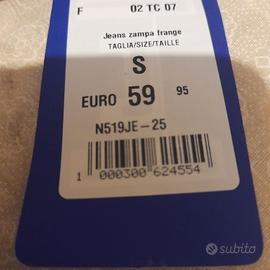 F 02 TC 07
Jeans zampa frange
TAGLIA/SIZE/TAILLE
S
EURO 59 95
N519JE-25
1 000300 624554
subito